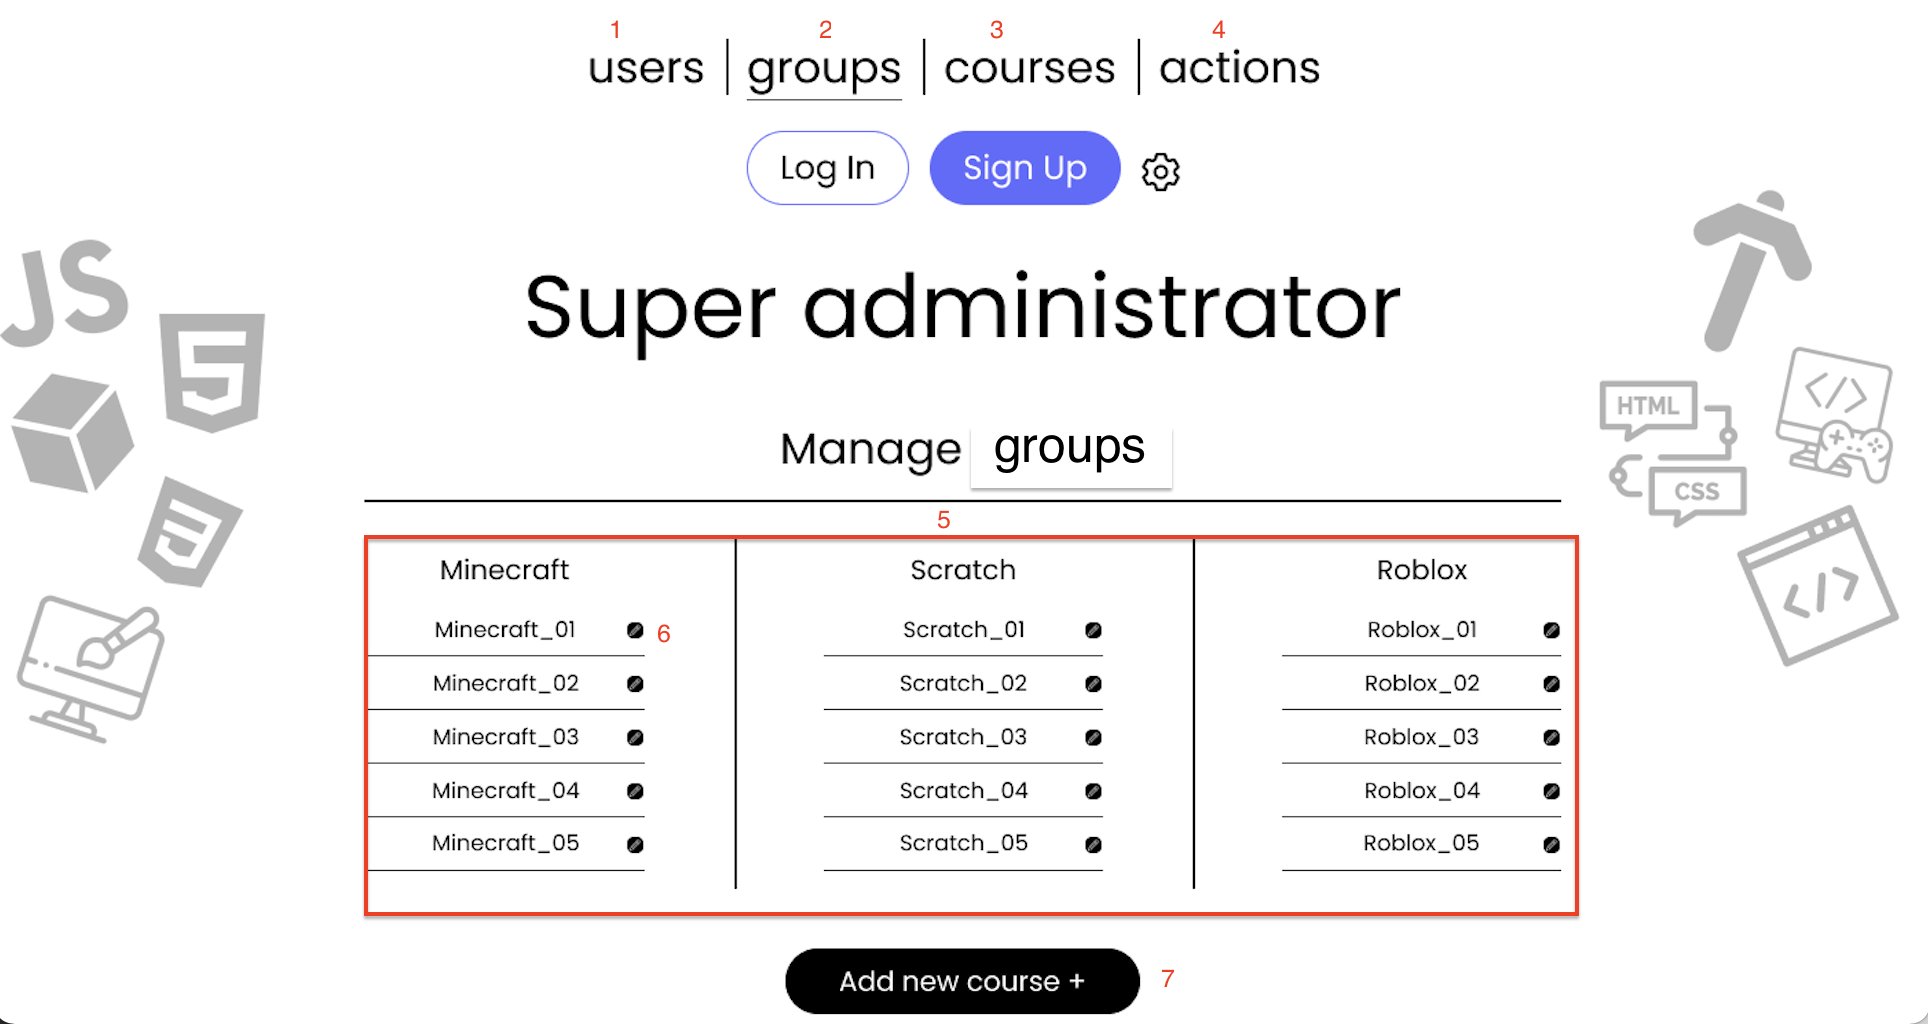 1 2 3 4
users groups courses actions
Log In Sign Up
Super administrator
JS
5
3
HTML
</>
CSS
</>
Manage groups
5
Minecraft Scratch Roblox
Minecraft_01 6 Scratch_01 Roblox_01
Minecraft_02 Scratch_02 Roblox_02
Minecraft_03 Scratch_03 Roblox_03
Minecraft_04 Scratch_04 Roblox_04
Minecraft_05 Scratch_05 Roblox_05
Add new course + 7